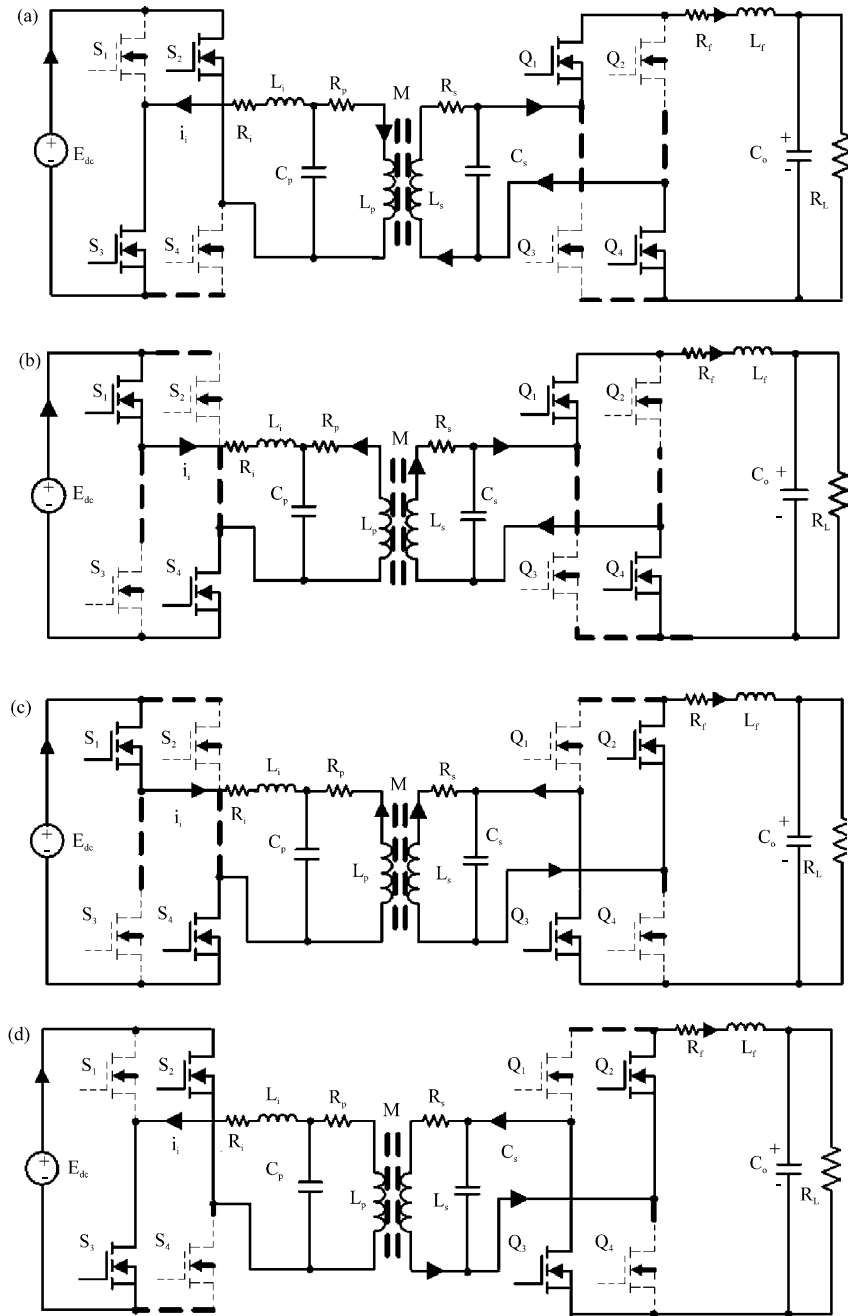 (a)
S₁ S₂ Q₁ Q₂ R_f L_f
L_i R_p M R_s
i_i R_i
+ - E_dc C_p L_p L_s C_s C_o + - R_L
S₃ S₄ Q₃ Q₄
(b)
S₁ S₂ Q₁ Q₂ R_f L_f
L_i R_p M R_s
i_i R_i
+ - E_dc C_p L_p L_s C_s C_o + - R_L
S₃ S₄ Q₃ Q₄
(c)
S₁ S₂ Q₁ Q₂ R_f L_f
L_i R_p M R_s
i_i R_i
+ - E_dc C_p L_p L_s C_s C_o + - R_L
S₃ S₄ Q₃ Q₄
(d)
S₁ S₂ Q₁ Q₂ R_f L_f
L_i R_p M R_s
i_i R_i C_s
+ - E_dc C_p L_p L_s C_o + - R_L
S₃ S₄ Q₃ Q₄